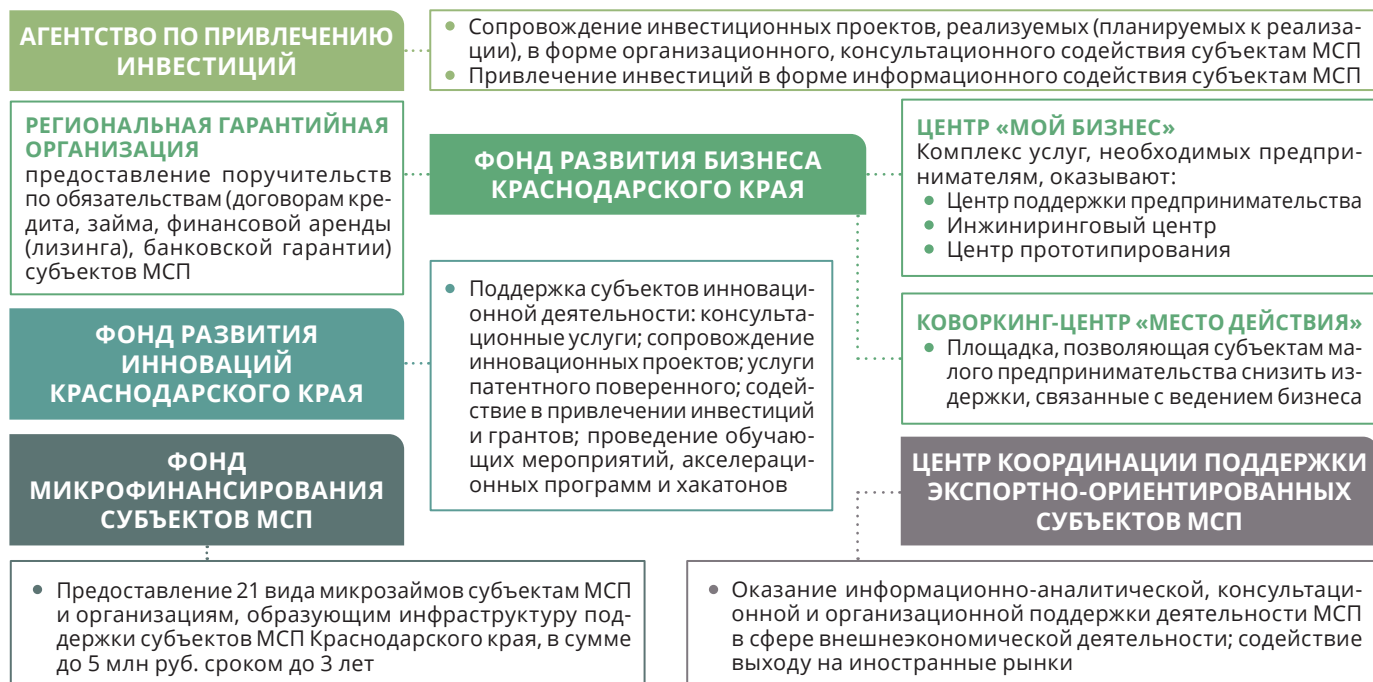 АГЕНТСТВО ПО ПРИВЛЕЧЕНИЮ
ИНВЕСТИЦИЙ
• Сопровождение инвестиционных проектов, реализуемых (планируемых к реализа-
ции), в форме организационного, консультационного содействия субъектам МСП
• Привлечение инвестиций в форме информационного содействия субъектам МСП
РЕГИОНАЛЬНАЯ ГАРАНТИЙНАЯ
ОРГАНИЗАЦИЯ
предоставление поручительств
по обязательствам (договорам кре-
дита, займа, финансовой аренды
(лизинга), банковской гарантии)
субъектов МСП
ФОНД РАЗВИТИЯ БИЗНЕСА
КРАСНОДАРСКОГО КРАЯ
ЦЕНТР «МОЙ БИЗНЕС»
Комплекс услуг, необходимых предпри-
нимателям, оказывают:
• Центр поддержки предпринимательства
• Инжиниринговый центр
• Центр прототипирования
КОВОРКИНГ-ЦЕНТР «МЕСТО ДЕЙСТВИЯ»
• Площадка, позволяющая субъектам ма-
лого предпринимательства снизить из-
держки, связанные с ведением бизнеса
ФОНД РАЗВИТИЯ
ИННОВАЦИЙ
КРАСНОДАРСКОГО КРАЯ
• Поддержка субъектов инноваци-
онной деятельности: консульта-
ционные услуги; сопровождение
инновационных проектов; услуги
патентного поверенного; содей-
ствие в привлечении инвестиций
и грантов; проведение обучаю-
щих мероприятий, акселераци-
онных программ и хакатонов
ФОНД
МИКРОФИНАНСИРОВАНИЯ
СУБЪЕКТОВ МСП
• Предоставление 21 вида микрозаймов субъектам МСП
и организациям, образующим инфраструктуру под-
держки субъектов МСП Краснодарского края, в сумме
до 5 млн руб. сроком до 3 лет
ЦЕНТР КООРДИНАЦИИ ПОДДЕРЖКИ
ЭКСПОРТНО-ОРИЕНТИРОВАННЫХ
СУБЪЕКТОВ МСП
• Оказание информационно-аналитической, консультаци-
онной и организационной поддержки деятельности МСП
в сфере внешнеэкономической деятельности; содействие
выходу на иностранные рынки